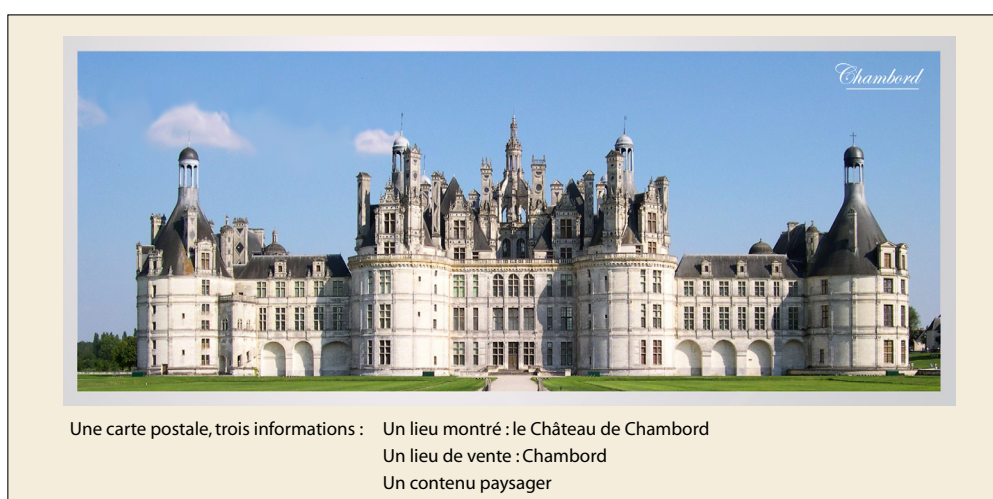 Chambord
Une carte postale, trois informations : Un lieu montré : le Château de Chambord
Un lieu de vente : Chambord
Un contenu paysager